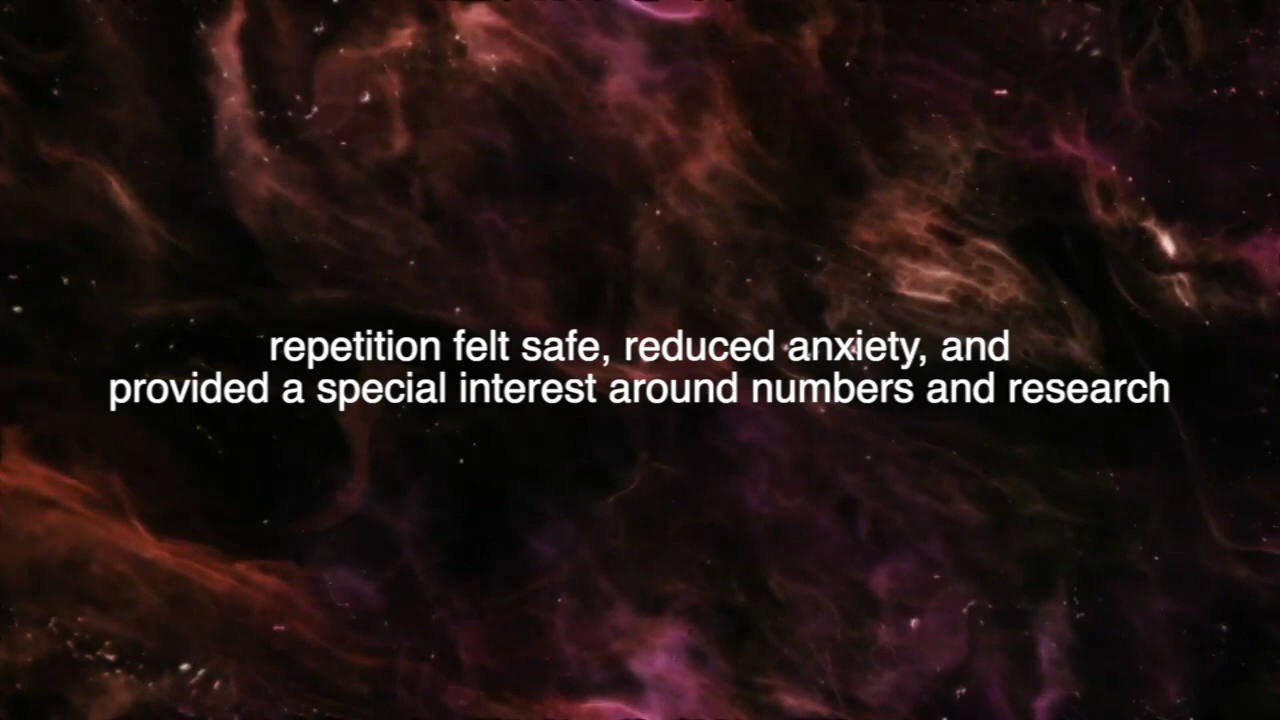 repetition felt safe, reduced anxiety, and
provided a special interest around numbers and research